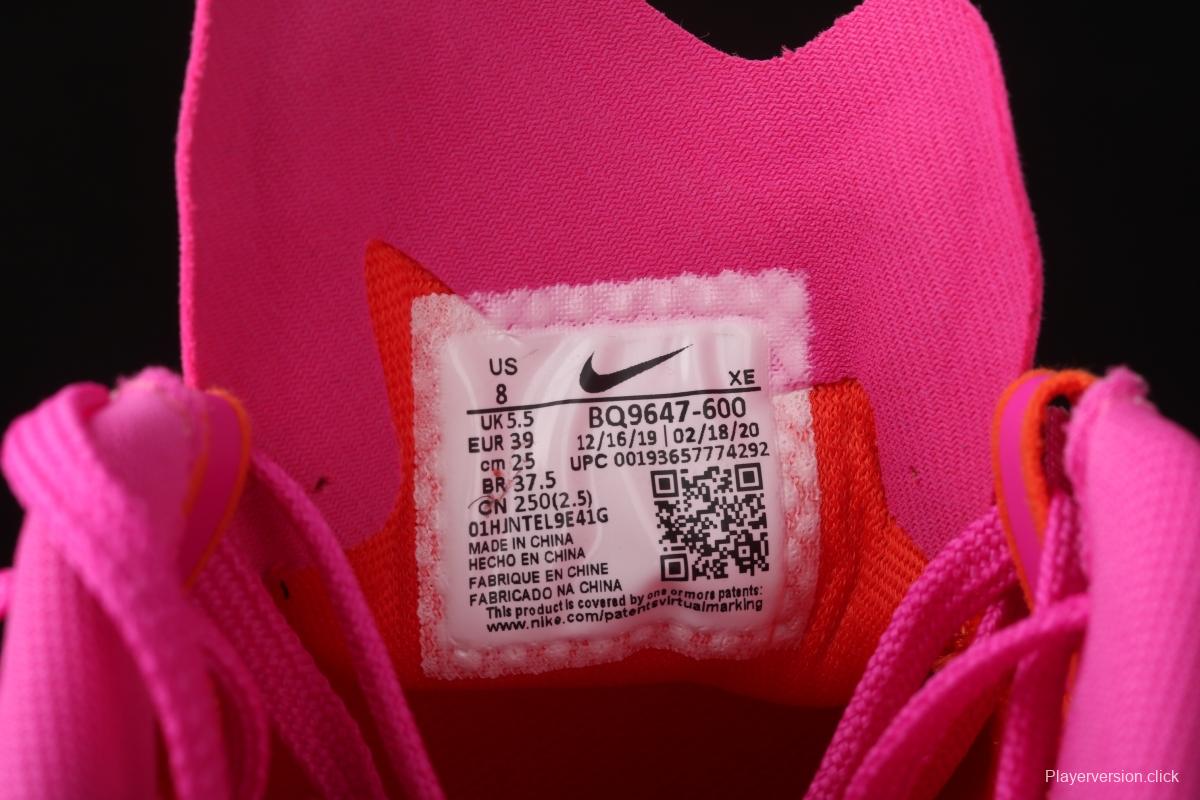 US
8
XE
UK 5.5
BQ9647-600
EUR 39
12/16/19 | 02/18/20
cm 25
UPC 00193657774292
BR 37.5
CN 250(2.5)
01HJNTEL9E41G
MADE IN CHINA
HECHO EN CHINA
FABRIQUE EN CHINE
FABRICADO NA CHINA
This product is covered by one or more patents:
www.nike.com/patentsvirtualmarking
Playerversion.click